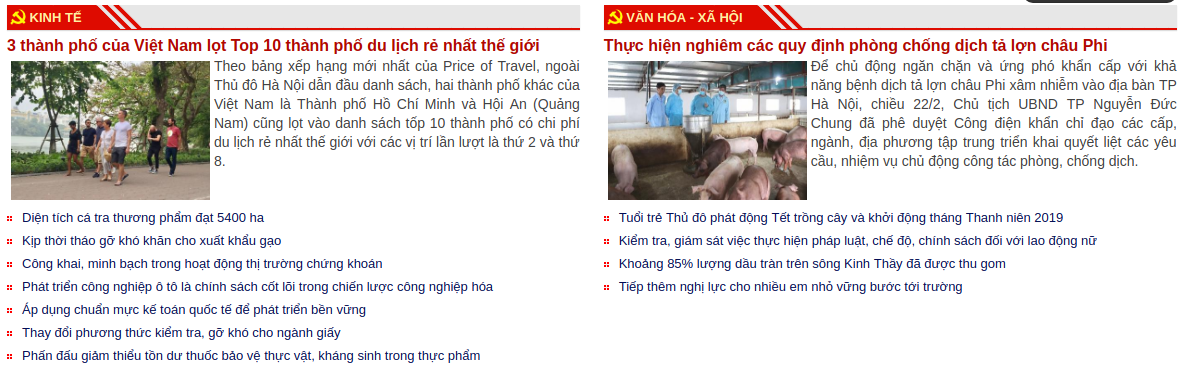 KINH TẾ
3 thành phố của Việt Nam lọt Top 10 thành phố du lịch rẻ nhất thế giới
Theo bảng xếp hạng mới nhất của Price of Travel, ngoài
Thủ đô Hà Nội dẫn đầu danh sách, hai thành phố khác của
Việt Nam là Thành phố Hồ Chí Minh và Hội An (Quảng
Nam) cũng lọt vào danh sách tốp 10 thành phố có chi phí
du lịch rẻ nhất thế giới với các vị trí lần lượt là thứ 2 và thứ
8.
Diện tích cá tra thương phẩm đạt 5400 ha
Kịp thời tháo gỡ khó khăn cho xuất khẩu gạo
Công khai, minh bạch trong hoạt động thị trường chứng khoán
Phát triển công nghiệp ô tô là chính sách cốt lõi trong chiến lược công nghiệp hóa
Áp dụng chuẩn mực kế toán quốc tế để phát triển bền vững
Thay đổi phương thức kiểm tra, gỡ khó cho ngành giấy
Phấn đấu giảm thiểu tồn dư thuốc bảo vệ thực vật, kháng sinh trong thực phẩm
VĂN HÓA - XÃ HỘI
Thực hiện nghiêm các quy định phòng chống dịch tả lợn châu Phi
Để chủ động ngăn chặn và ứng phó khẩn cấp với khả
năng bệnh dịch tả lợn châu Phi xâm nhiễm vào địa bàn TP
Hà Nội, chiều 22/2, Chủ tịch UBND TP Nguyễn Đức
Chung đã phê duyệt Công điện khẩn chỉ đạo các cấp,
ngành, địa phương tập trung triển khai quyết liệt các yêu
cầu, nhiệm vụ chủ động công tác phòng, chống dịch.
Tuổi trẻ Thủ đô phát động Tết trồng cây và khởi động tháng Thanh niên 2019
Kiểm tra, giám sát việc thực hiện pháp luật, chế độ, chính sách đối với lao động nữ
Khoảng 85% lượng dầu tràn trên sông Kinh Thầy đã được thu gom
Tiếp thêm nghị lực cho nhiều em nhỏ vững bước tới trường